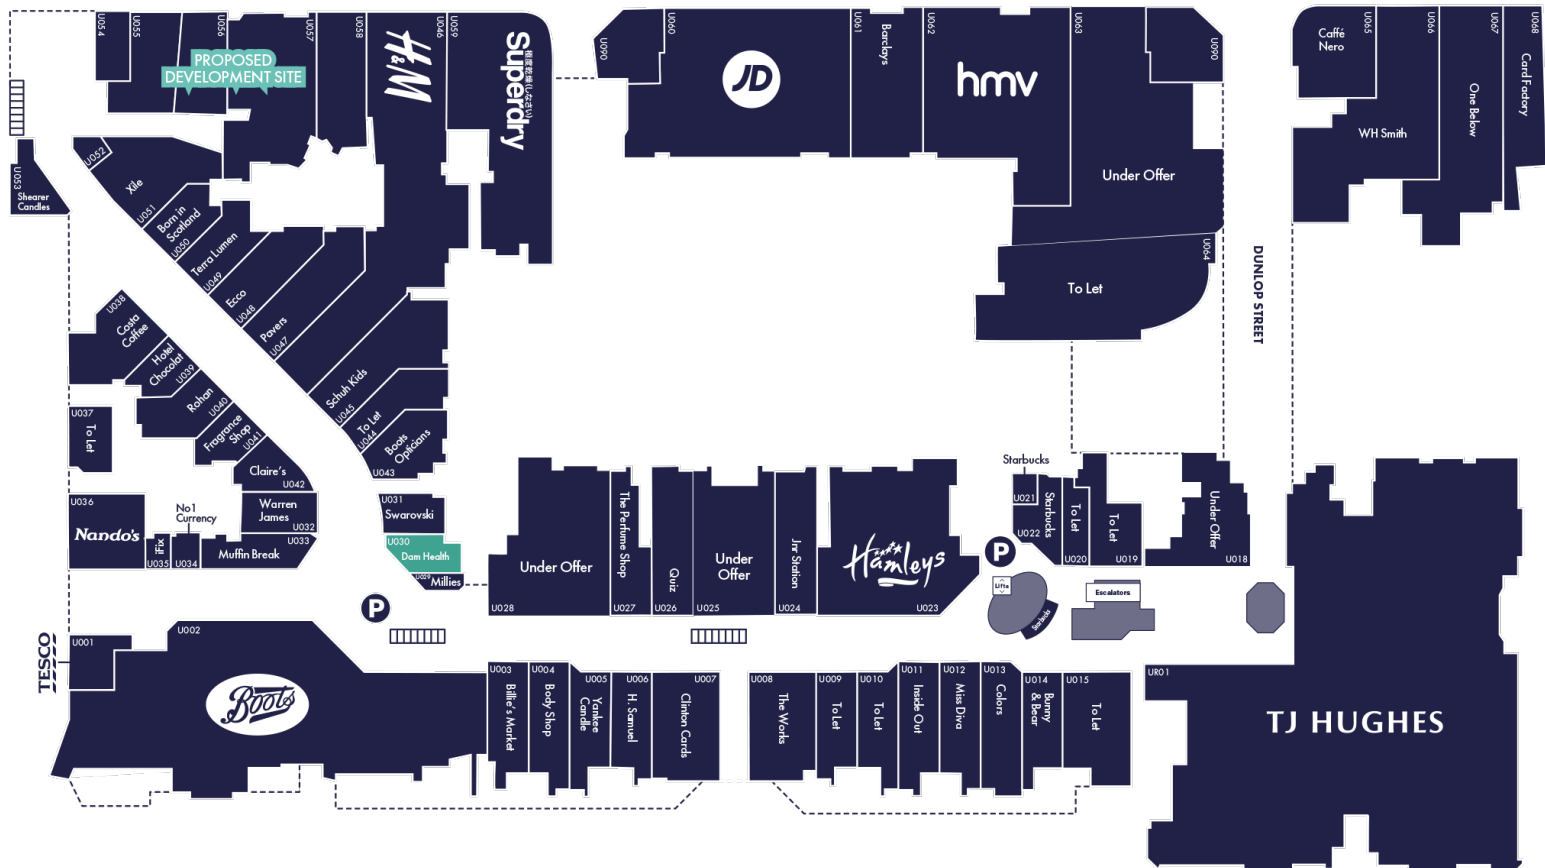 U054
U055
U056
U057
U058
U046
U059
PROPOSED
DEVELOPMENT SITE
H&M
Superdry
極度乾燥(しなさい)
U090
U060
JD
U061
Barclays
U062
hmv
U063
Under Offer
U090
U064
To Let
DUNLOP STREET
Caffé
Nero
U065
WH Smith
U066
One Below
U067
Card Factory
U068
U053
Shearer
Candles
U052
Xile
U051
Born in
Scotland
U050
Terra Lumen
U049
Ecco
U048
Pavers
U047
Schuh Kids
U045
To Let
U044
Boots
Opticians
U043
U038
Costa
Coffee
Hotel
Chocolat
U039
Rohan
U040
Fragrance
Shop
U041
Claire's
U042
U037
To Let
U036
Nando's
No1
Currency
iFix
U035
U034
Warren
James
U032
U033
Muffin Break
U031
Swarovski
U030
Dam Health
U029
Millies
Under Offer
U028
The Perfume Shop
U027
Quiz
U026
Under
Offer
U025
Jnr Station
U024
Hamleys
U023
Starbucks
U021
U022
Starbucks
To Let
U020
To Let
U019
Under Offer
U018
P
Lifts
Starbucks
Escalators
P
TESCO
U001
U002
Boots
U003
Billie's Market
U004
Body Shop
U005
Yankee
Candle
U006
H. Samuel
U007
Clinton Cards
U008
The Works
U009
To Let
U010
To Let
U011
Inside Out
U012
Miss Diva
U013
Colors
U014
Bunny
& Bear
U015
To Let
UR01
TJ HUGHES